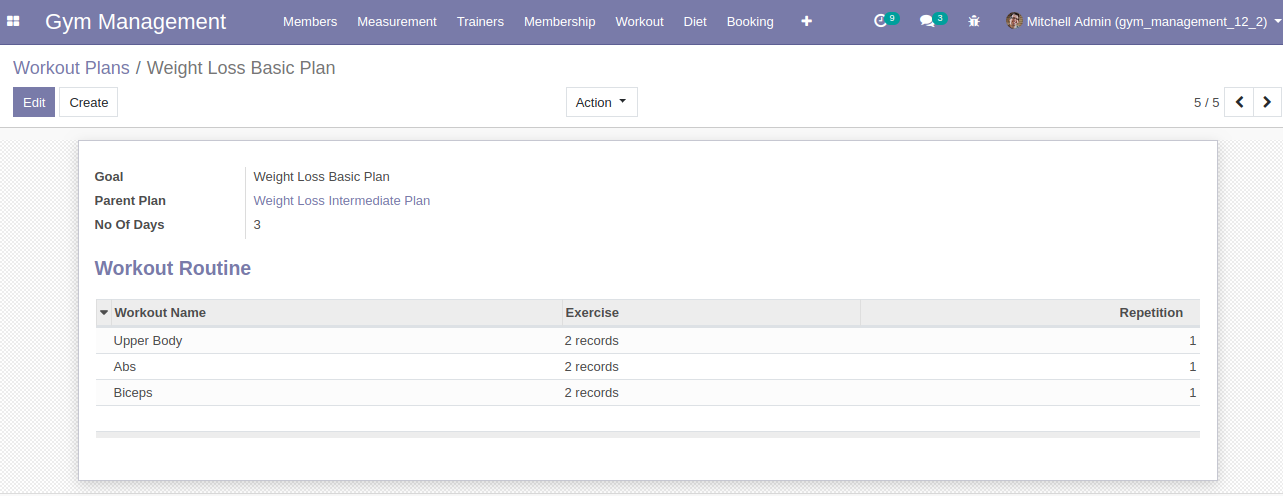 Gym Management Members Measurement Trainers Membership Workout Diet Booking 9 3 Mitchell Admin (gym_management_12_2)
Workout Plans / Weight Loss Basic Plan
Edit Create Action 5 / 5
Goal Weight Loss Basic Plan
Parent Plan Weight Loss Intermediate Plan
No Of Days 3
Workout Routine
Workout Name Exercise Repetition
Upper Body 2 records 1
Abs 2 records 1
Biceps 2 records 1